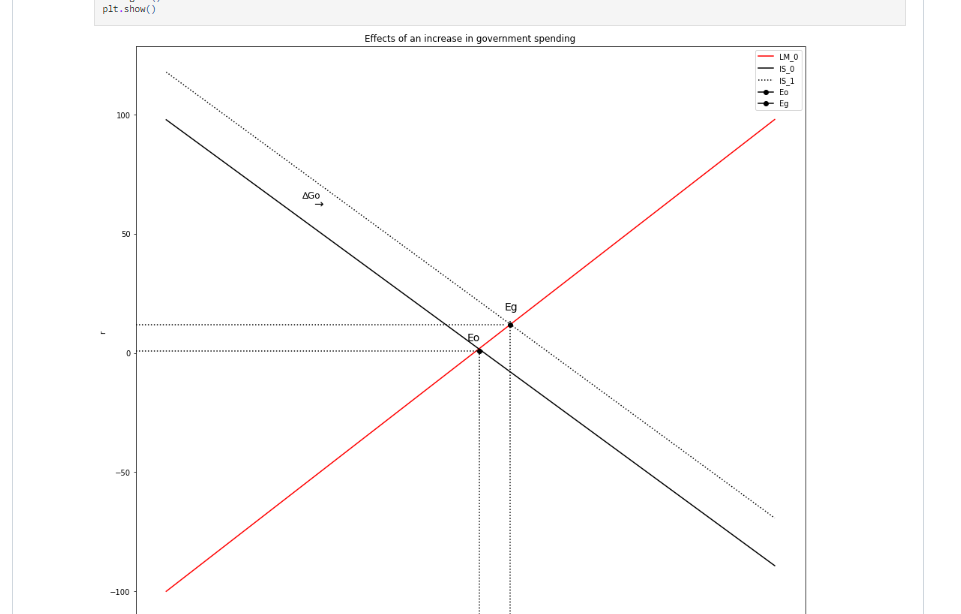 plt.show()
Effects of an increase in government spending
LM_0
IS_0
IS_1
Eo
Eg
100
ΔGo
→
50
Eg
r
Eo
0
−50
−100